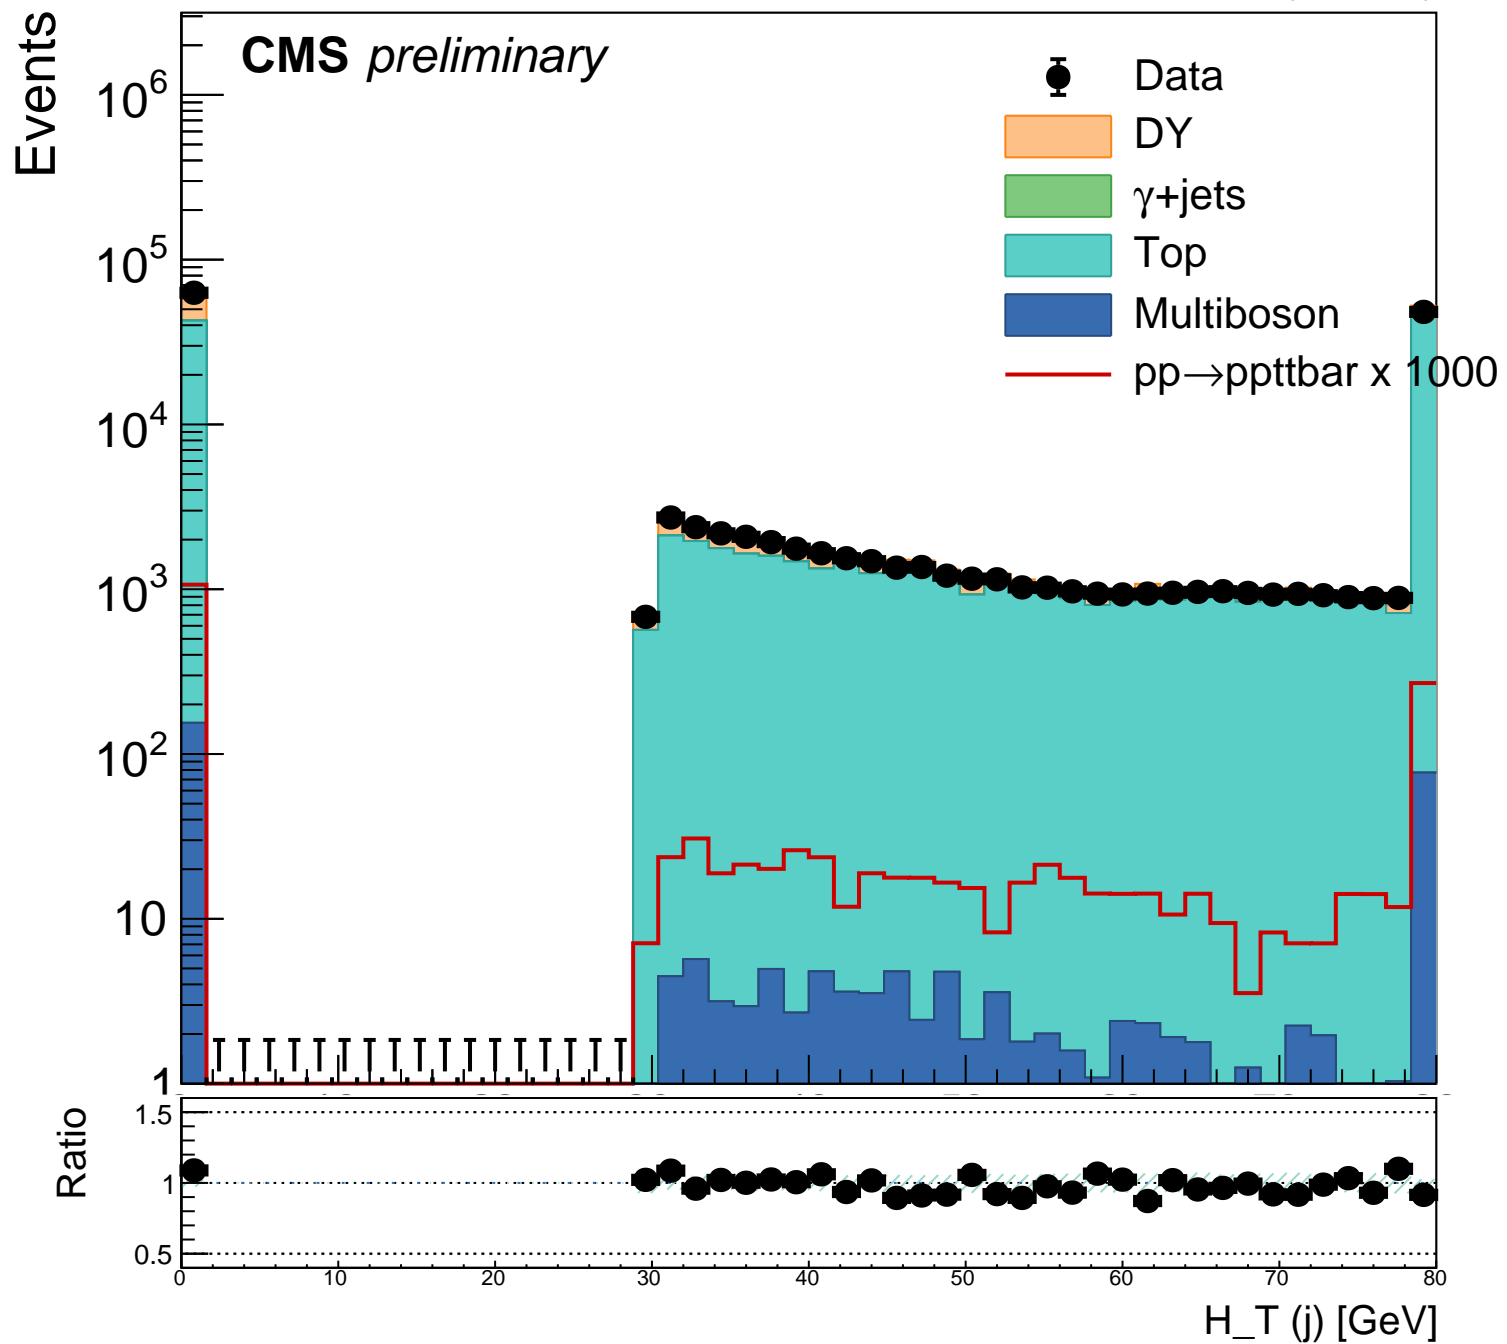 CMS preliminary
Events
10^6
10^5
10^4
10^3
10^2
10
1
Data
DY
γ+jets
Top
Multiboson
pp→ppttbar x 1000
Ratio
1.5
1
0.5
0 10 20 30 40 50 60 70 80
H_T (j) [GeV]